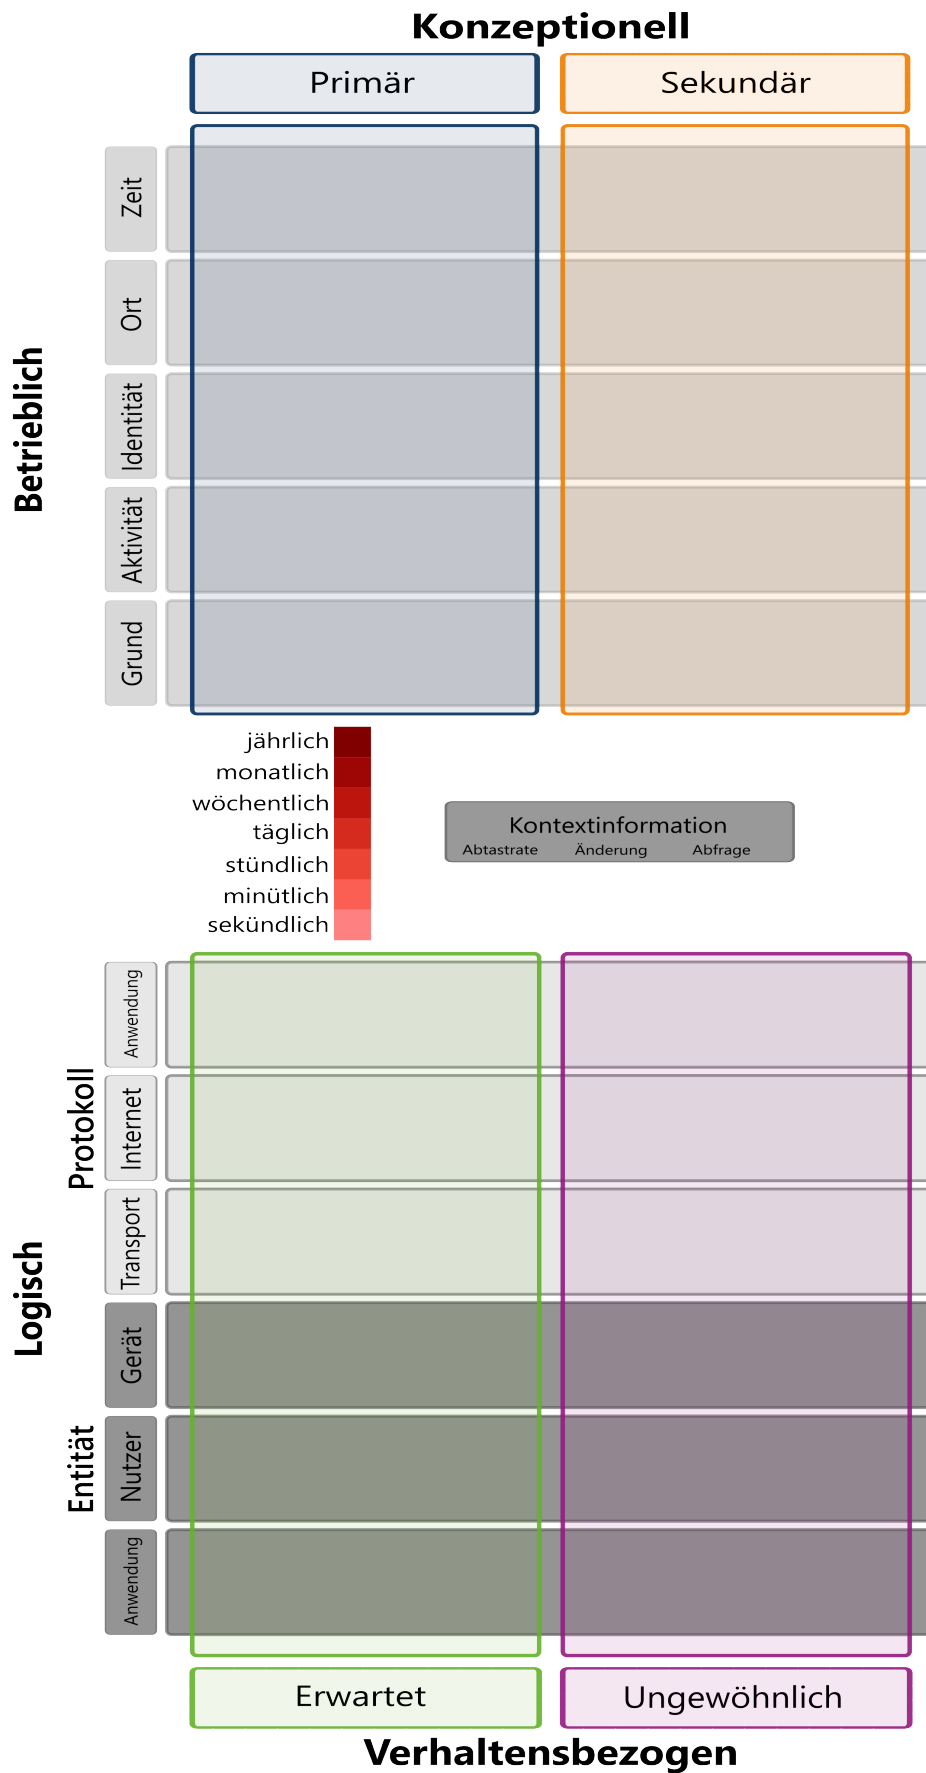 Konzeptionell
Primär
Sekundär
Betrieblich
Zeit
Ort
Identität
Aktivität
Grund
jährlich
monatlich
wöchentlich
täglich
stündlich
minütlich
sekündlich
Kontextinformation
Abtastrate Änderung Abfrage
Logisch
Protokoll
Anwendung
Internet
Transport
Entität
Gerät
Nutzer
Anwendung
Erwartet
Ungewöhnlich
Verhaltensbezogen